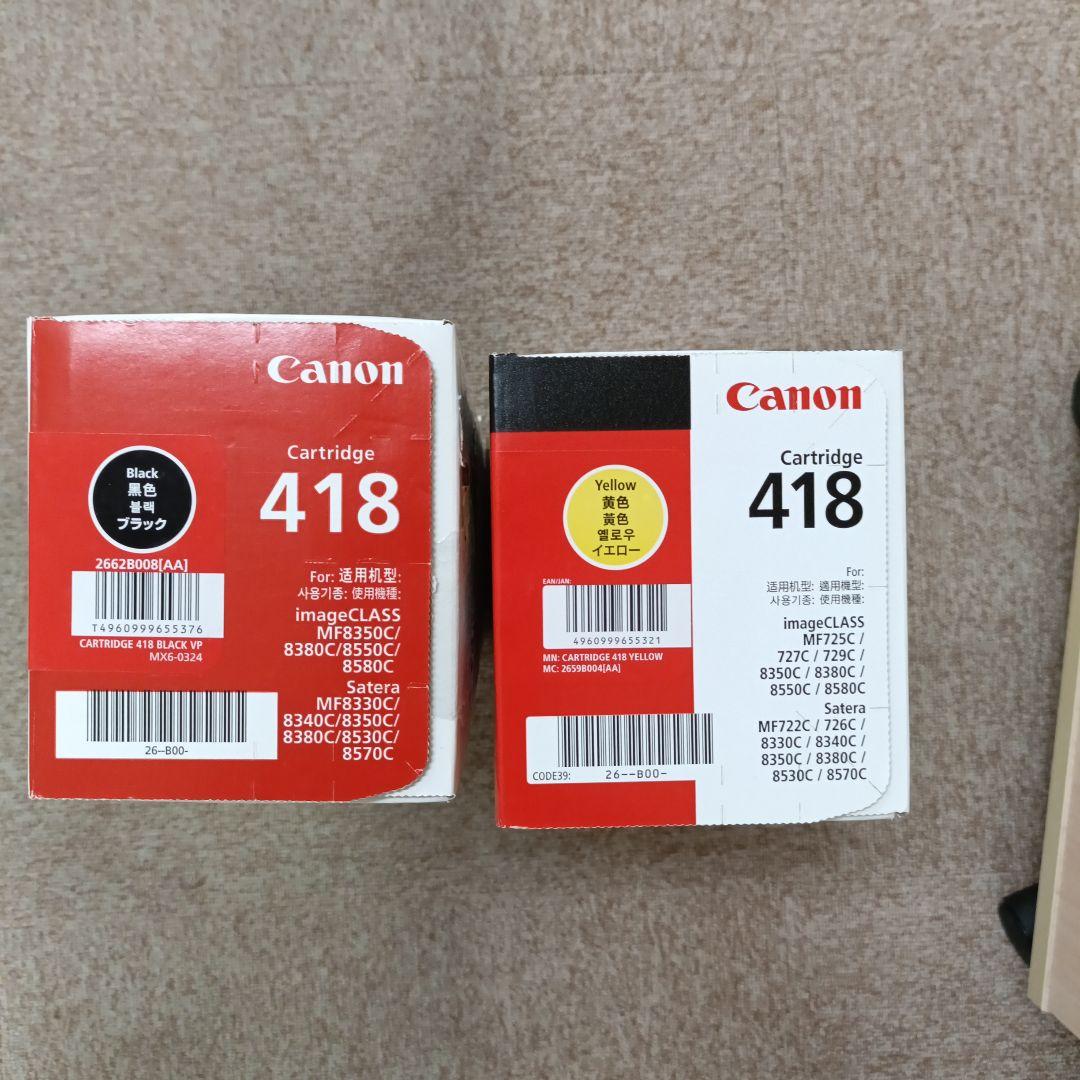 Canon
Cartridge
418
Black
黑色
블랙
ブラック
2662B008[AA]
T4960999655376
CARTRIDGE 418 BLACK VP
MX6-0324
For: 适用机型:
사용기종: 使用機種:
imageCLASS
MF8350C/
8380C/8550C/
8580C
Satera
MF8330C/
8340C/8350C/
8380C/8530C/
8570C
26--B00-
Canon
Cartridge
418
Yellow
黄色
黃色
옐로우
イエロー
EAN/JAN:
4960999655321
MN: CARTRIDGE 418 YELLOW
MC: 2659B004[AA]
For:
适用机型: 適用機型:
사용기종: 使用機種:
imageCLASS
MF725C /
727C / 729C /
8350C / 8380C /
8550C / 8580C
Satera
MF722C / 726C /
8330C / 8340C /
8350C / 8380C /
8530C / 8570C
CODE39: 26--B00-